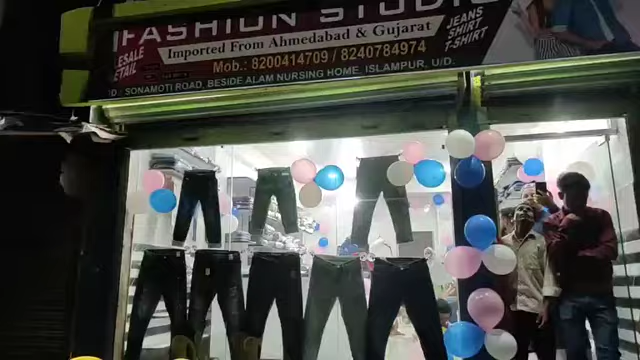 FASHION STUDIO
LESALE
ETAIL
Imported From Ahmedabad & Gujarat
JEANS
SHIRT
T-SHIRT
Mob.: 8200414709 / 8240784974
SONAMOTI ROAD, BESIDE ALAM NURSING HOME, ISLAMPUR, U/D.